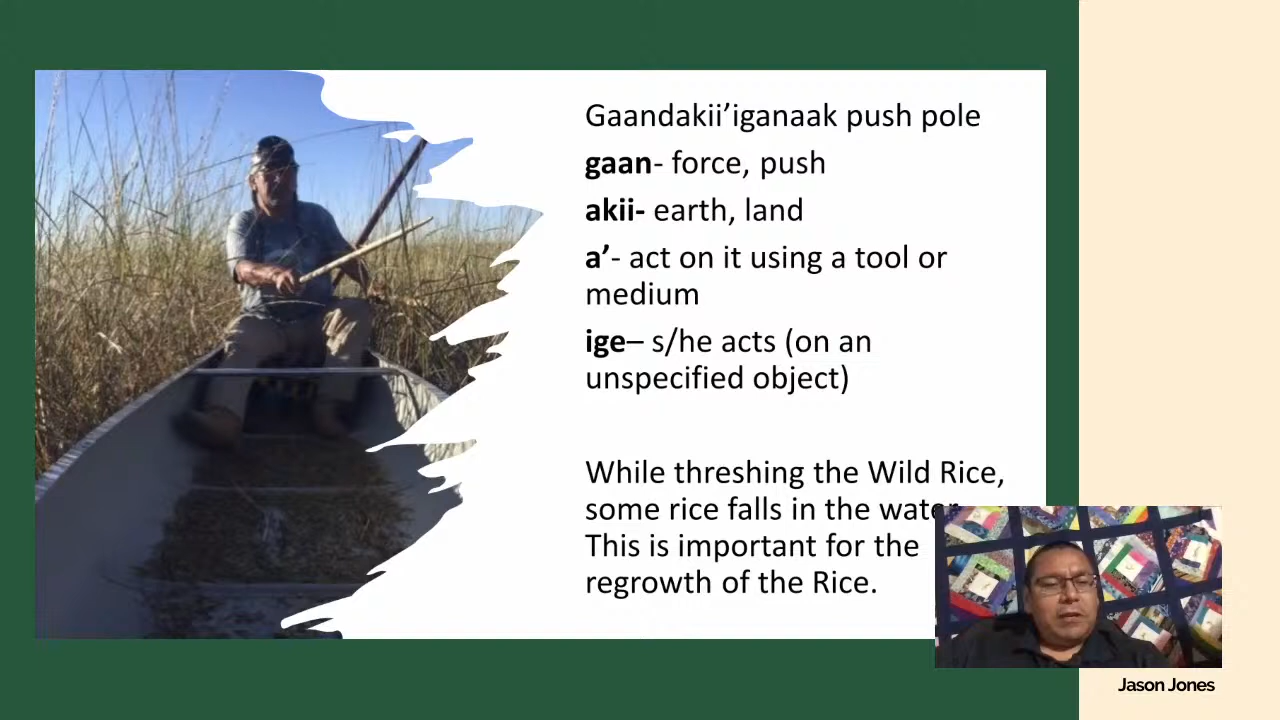 Gaandakii’iganaak push pole
gaan- force, push
akii- earth, land
a’- act on it using a tool or
medium
ige– s/he acts (on an
unspecified object)
While threshing the Wild Rice,
some rice falls in the water
This is important for the
regrowth of the Rice.
Jason Jones